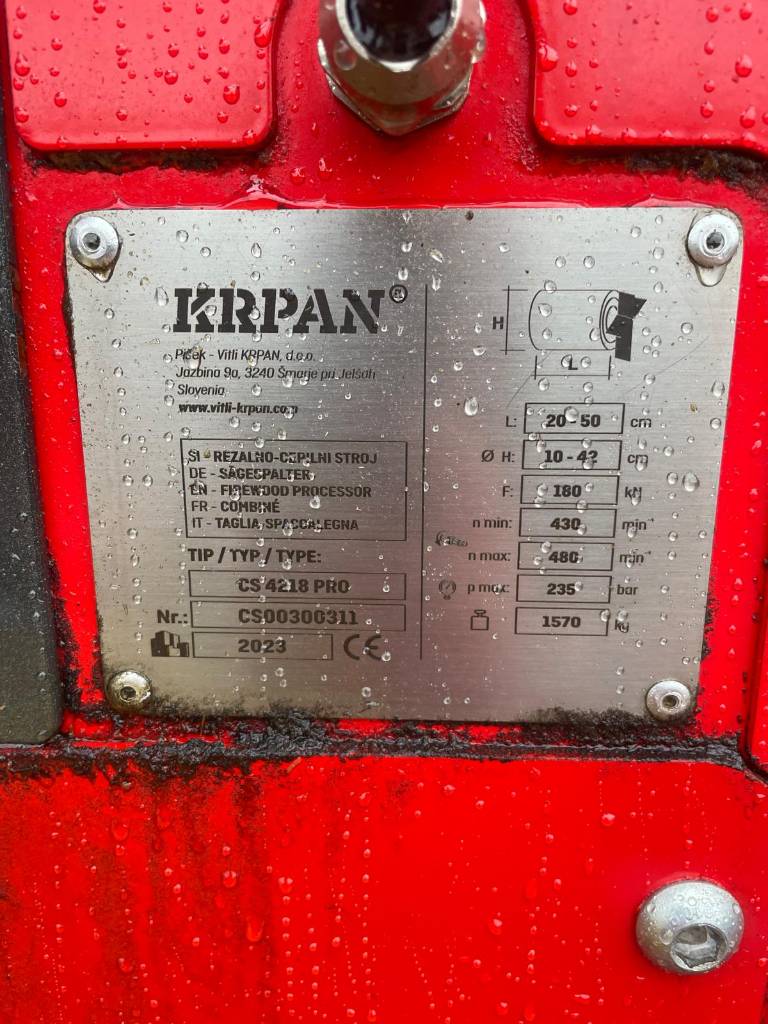 KRPAN®
Pišek - Vitli KRPAN, d.o.o.
Jazbina 9a, 3240 Šmarje pri Jelšah
Slovenia
www.vitli-krpan.com
SI - REZALNO-CEPILNI STROJ
DE - SÄGESPALTER
EN - FIREWOOD PROCESSOR
FR - COMBINÉ
IT - TAGLIA SPACCALEGNA
TIP / TYP / TYPE:
CS 4218 PRO
Nr.: CS00300311
2023 CE
H
L
L: 20 - 50 cm
Ø H: 10 - 42 cm
F: 180 kN
n min: 430 min⁻¹
n max: 480 min⁻¹
p max: 235 bar
1570 kg